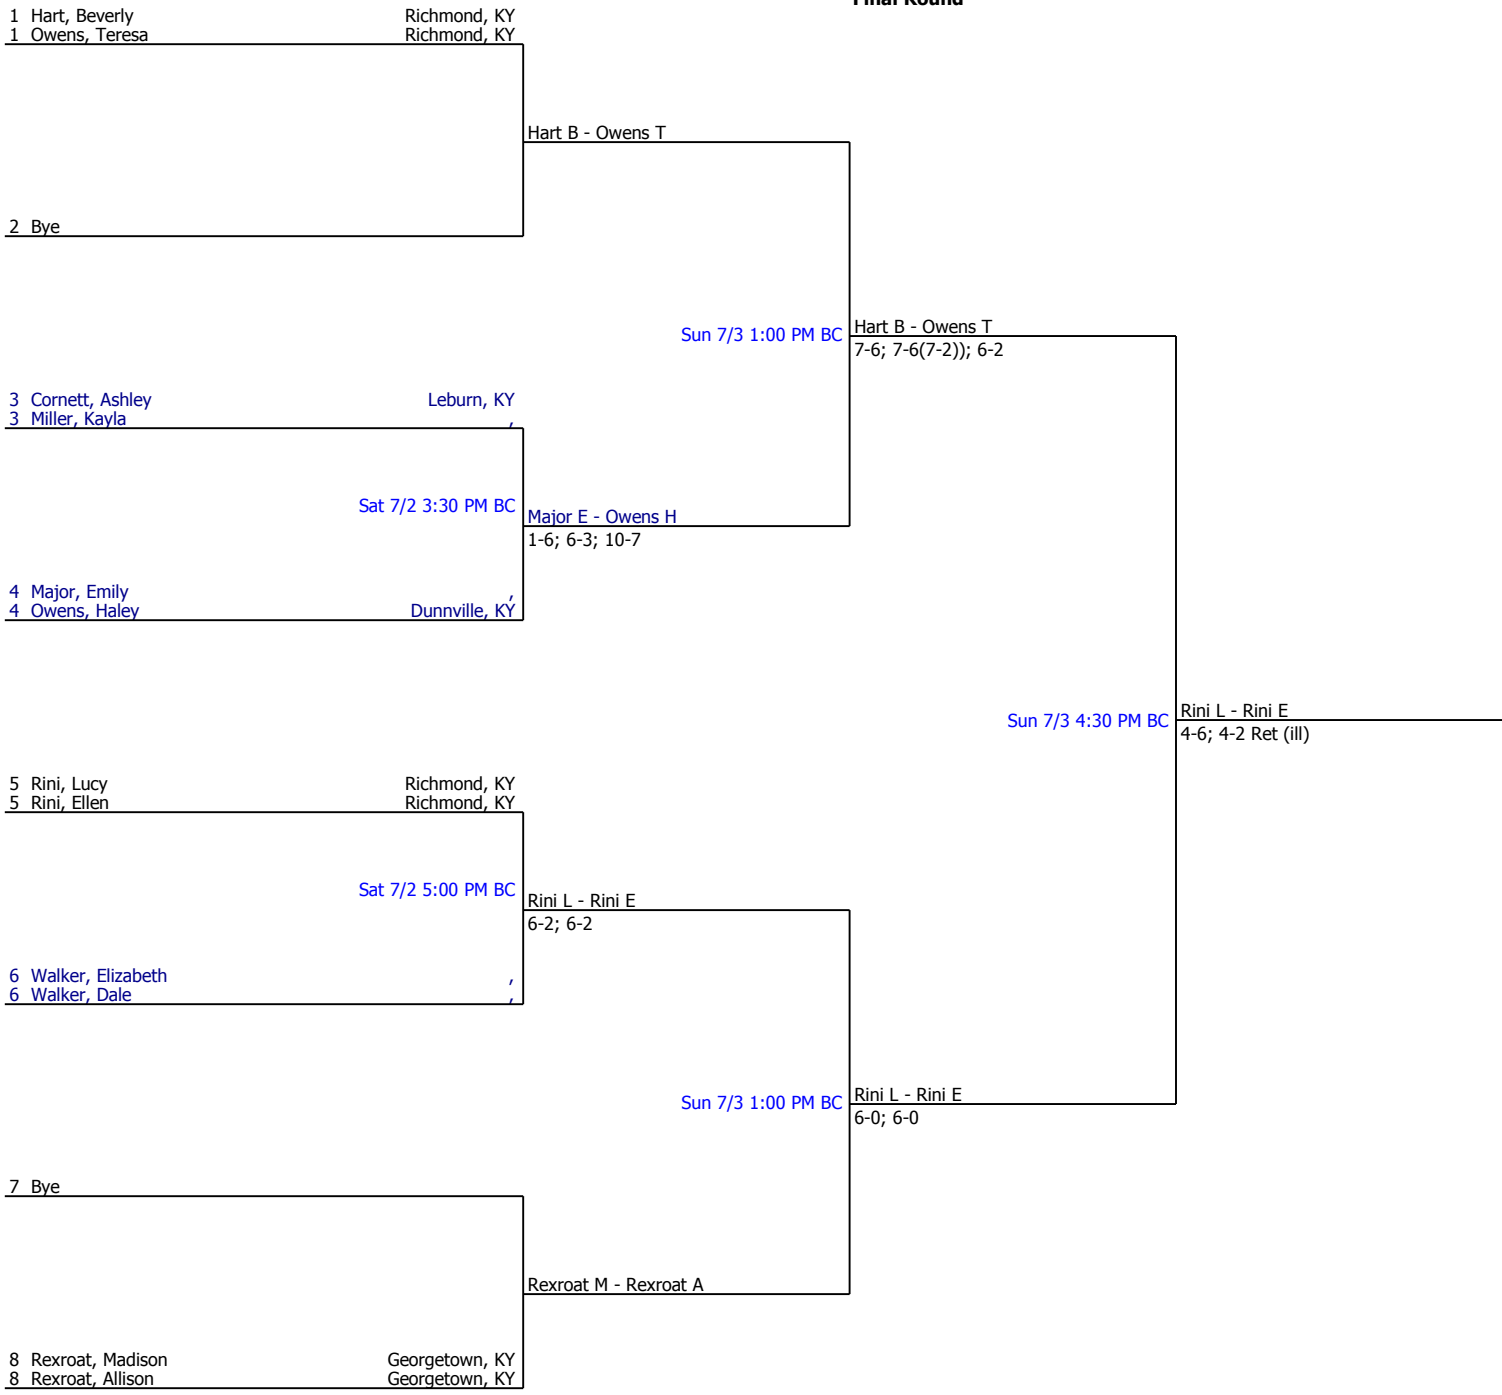 Final Round
1 Hart, Beverly Richmond, KY
1 Owens, Teresa Richmond, KY
Hart B - Owens T
2 Bye
Sun 7/3 1:00 PM BC
Hart B - Owens T
7-6; 7-6(7-2)); 6-2
3 Cornett, Ashley Leburn, KY
3 Miller, Kayla ,
Sat 7/2 3:30 PM BC
Major E - Owens H
1-6; 6-3; 10-7
4 Major, Emily ,
4 Owens, Haley Dunnville, KY
Sun 7/3 4:30 PM BC
Rini L - Rini E
4-6; 4-2 Ret (ill)
5 Rini, Lucy Richmond, KY
5 Rini, Ellen Richmond, KY
Sat 7/2 5:00 PM BC
Rini L - Rini E
6-2; 6-2
6 Walker, Elizabeth ,
6 Walker, Dale ,
Sun 7/3 1:00 PM BC
Rini L - Rini E
6-0; 6-0
7 Bye
Rexroat M - Rexroat A
8 Rexroat, Madison Georgetown, KY
8 Rexroat, Allison Georgetown, KY